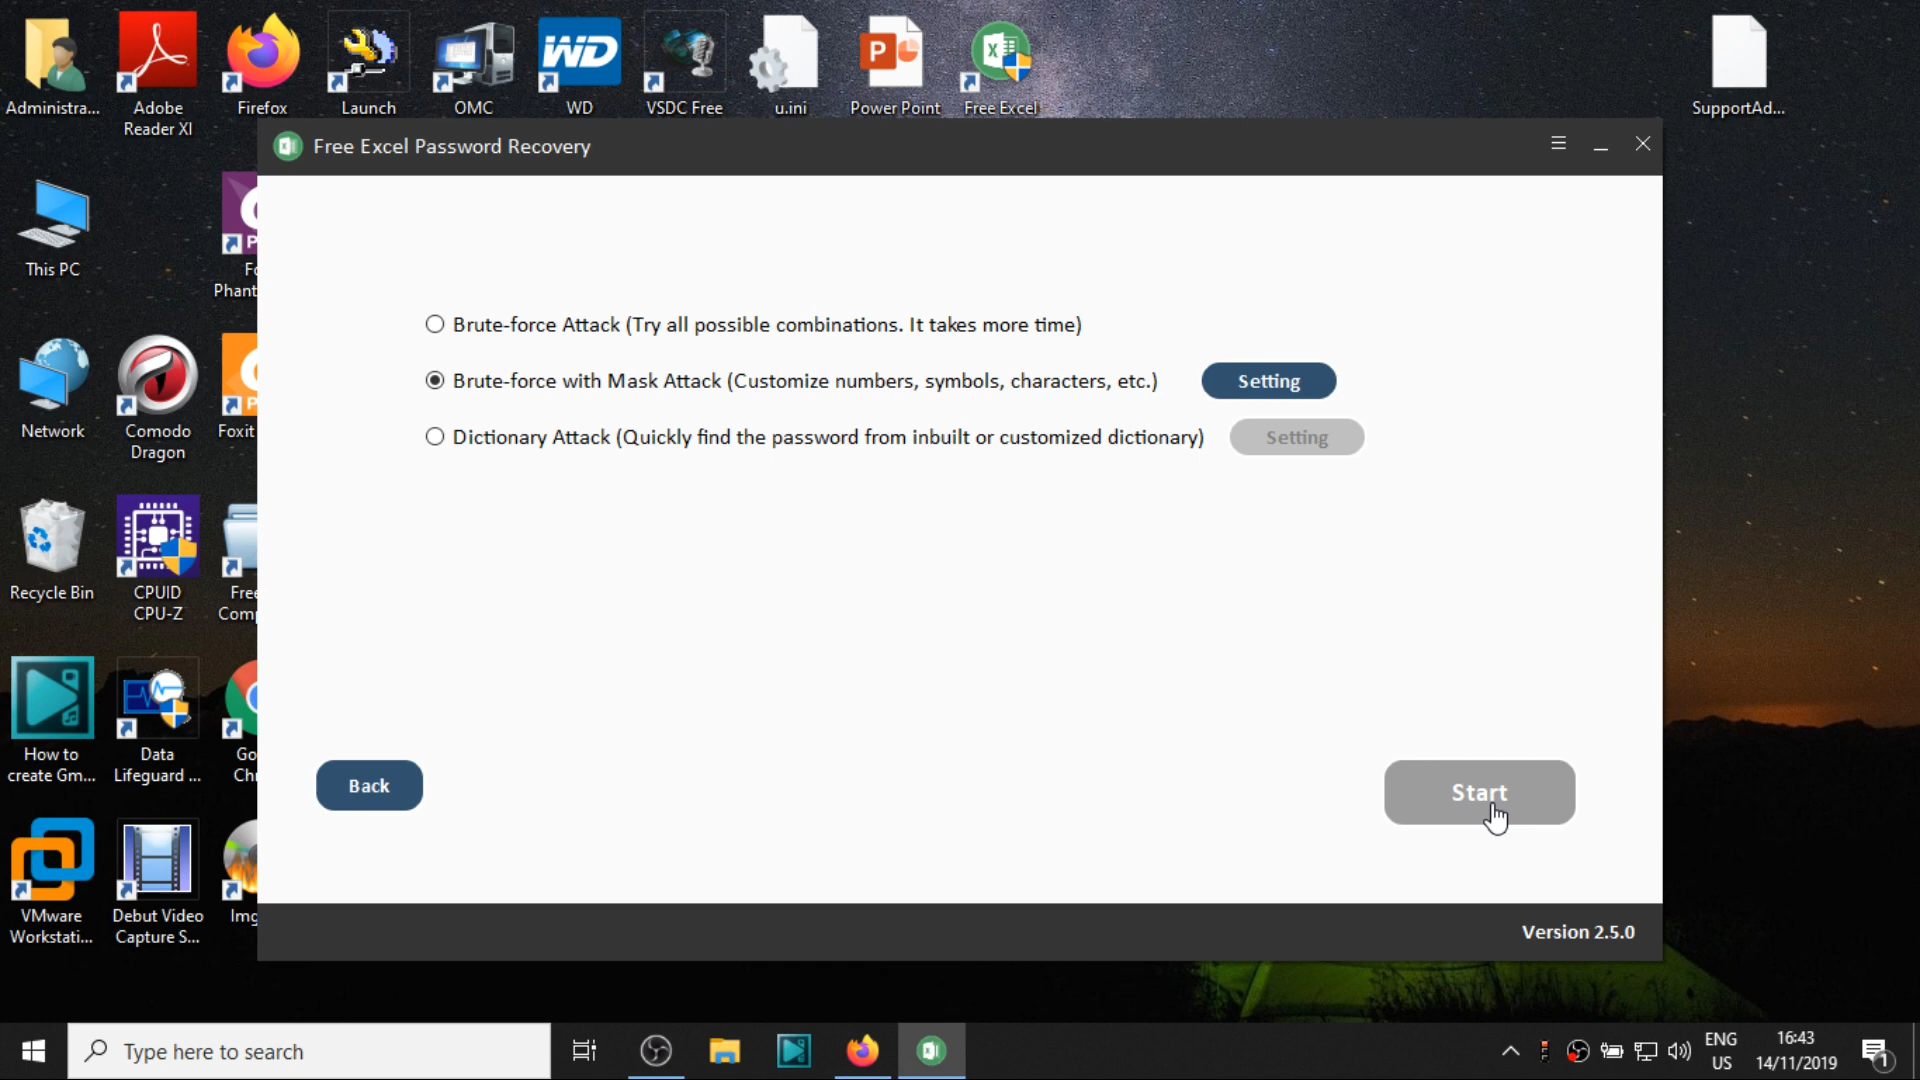 Administra...
Adobe
Reader XI
Firefox
Launch
OMC
WD
WD
VSDC Free
u.ini
P
Power Point
Free Excel
SupportAd...
Free Excel Password Recovery
This PC
Phant
Brute-force Attack (Try all possible combinations. It takes more time)
Brute-force with Mask Attack (Customize numbers, symbols, characters, etc.)
Setting
Dictionary Attack (Quickly find the password from inbuilt or customized dictionary)
Setting
Network
Comodo
Dragon
Foxit
Recycle Bin
CPUID
CPU-Z
Free
Comp
How to
create Gm...
Data
Lifeguard ...
Go
Ch
Back
Start
VMware
Workstati...
Debut Video
Capture S...
Img
Version 2.5.0
Type here to search
ENG
US
16:43
14/11/2019
1